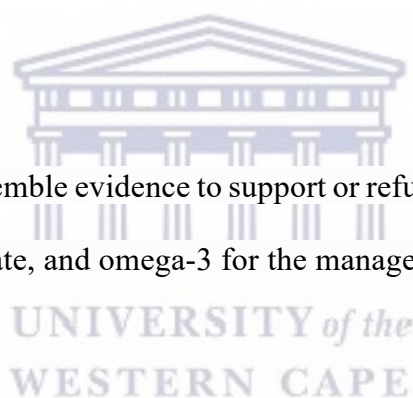 emble evidence to support or refu
ate, and omega-3 for the manage
UNIVERSITY of the
WESTERN CAPE